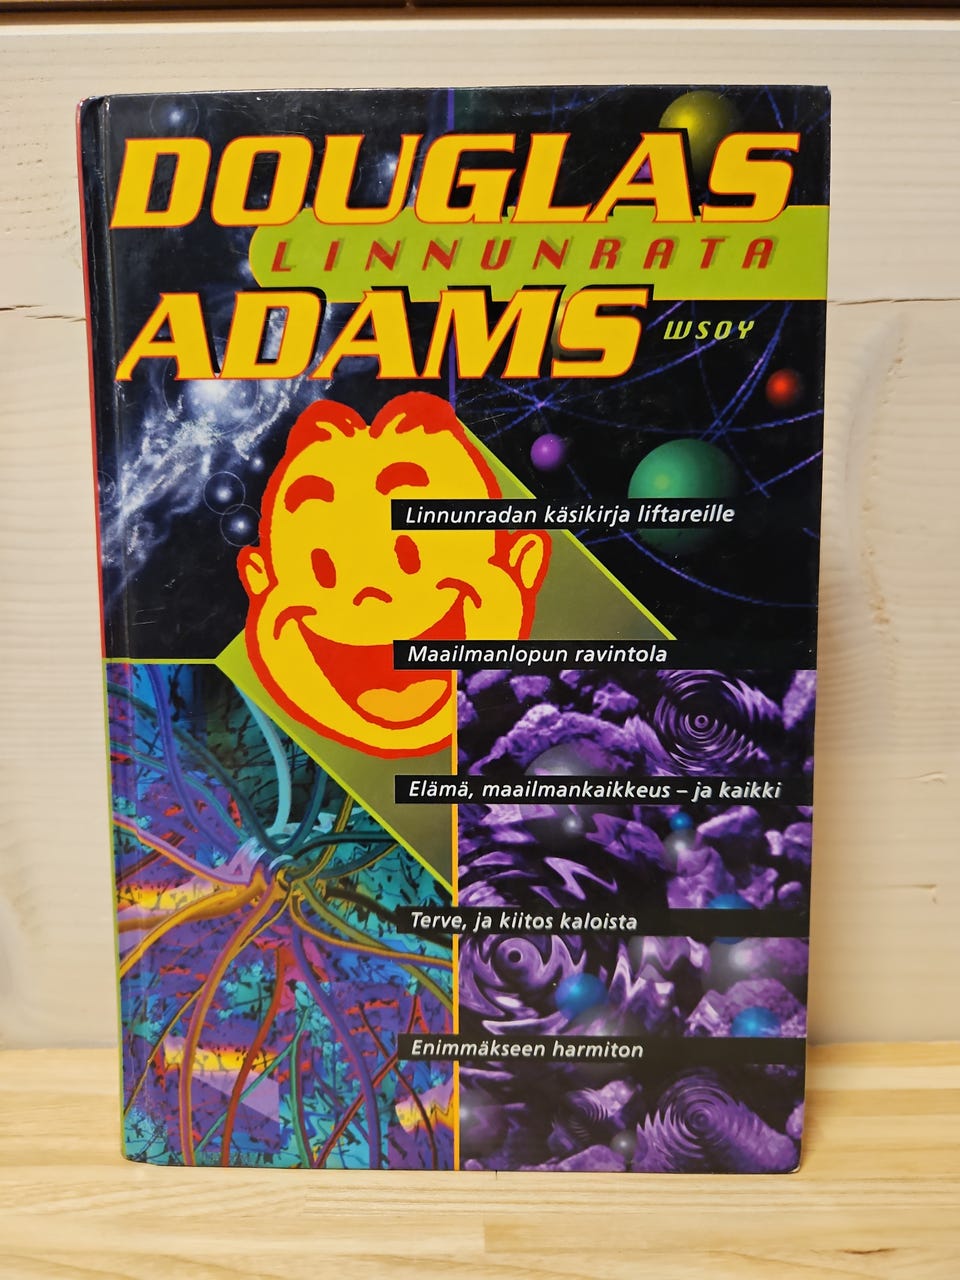 DOUGLAS
LINNUNRATA
ADAMS
WSOY
Linnunradan käsikirja liftareille
Maailmanlopun ravintola
Elämä, maailmankaikkeus – ja kaikki
Terve, ja kiitos kaloista
Enimmäkseen harmiton